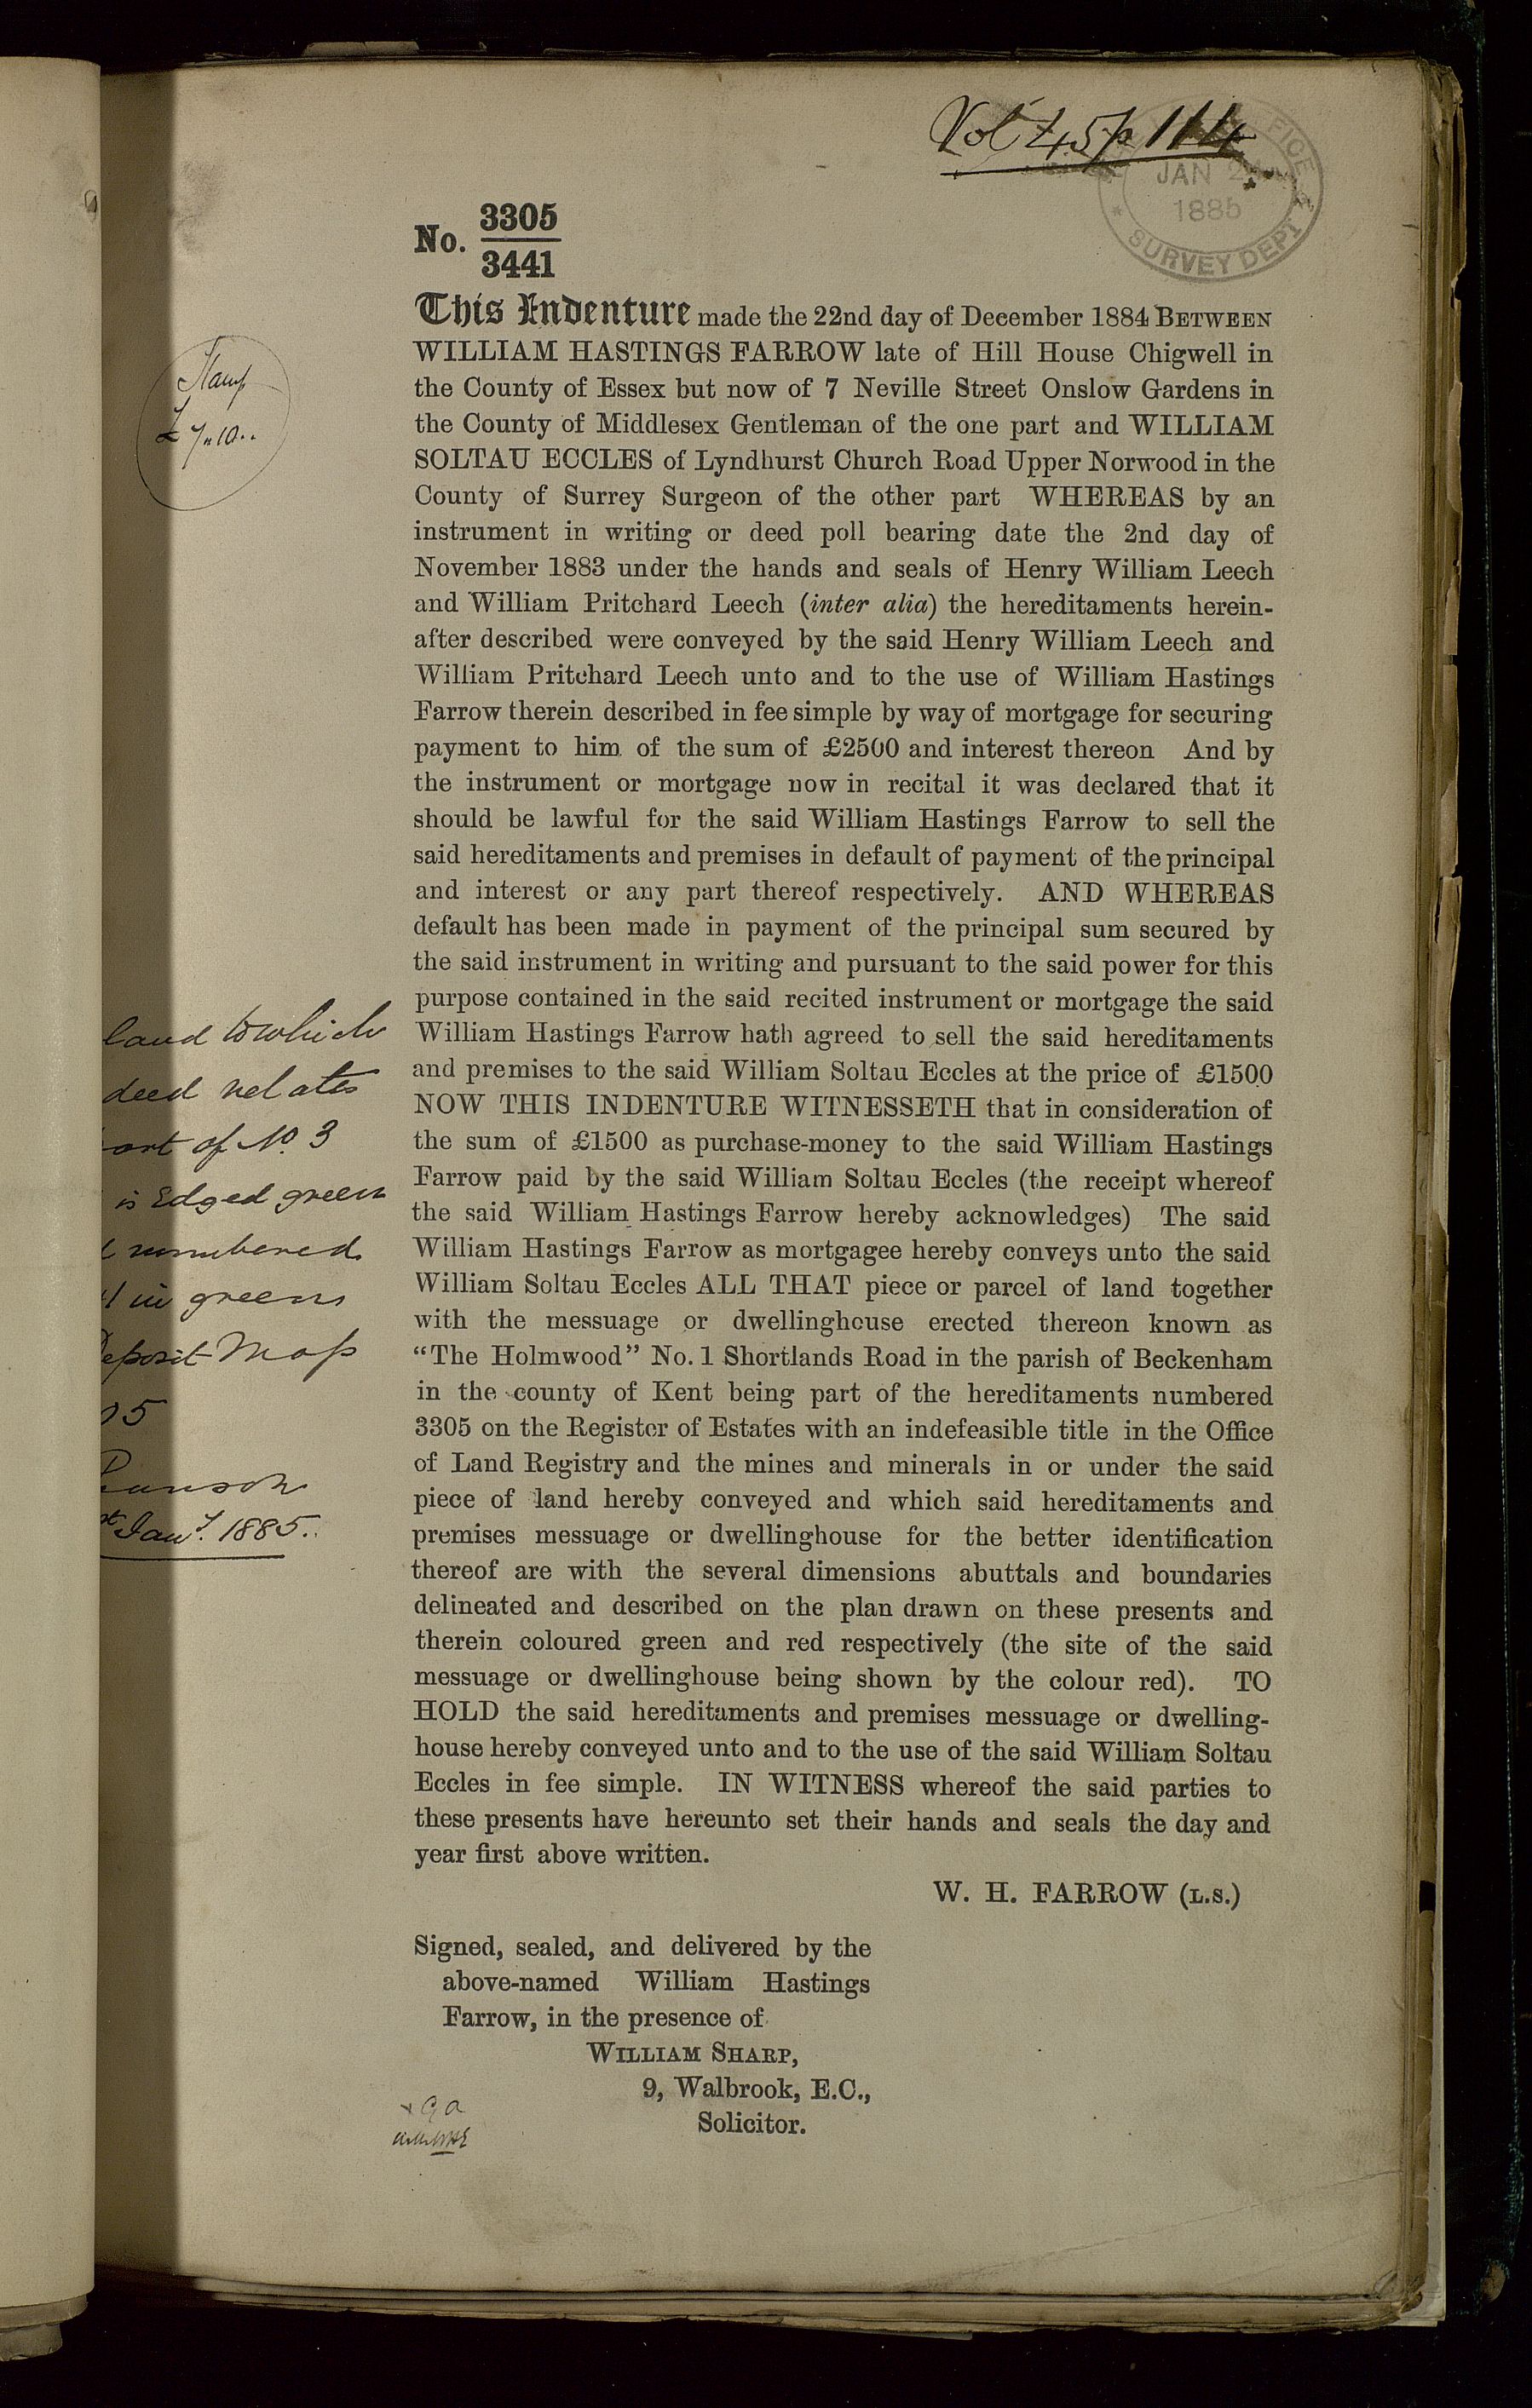 Vol 45 p 114
OFFICE
JAN 2
1885
SURVEY DEPT
No. 3305
3441
Stamp
£7„10..
This Indenture made the 22nd day of December 1884 BETWEEN
WILLIAM HASTINGS FARROW late of Hill House Chigwell in
the County of Essex but now of 7 Neville Street Onslow Gardens in
the County of Middlesex Gentleman of the one part and WILLIAM
SOLTAU ECCLES of Lyndhurst Church Road Upper Norwood in the
County of Surrey Surgeon of the other part WHEREAS by an
instrument in writing or deed poll bearing date the 2nd day of
November 1883 under the hands and seals of Henry William Leech
and William Pritchard Leech (inter alia) the hereditaments herein-
after described were conveyed by the said Henry William Leech and
William Pritchard Leech unto and to the use of William Hastings
Farrow therein described in fee simple by way of mortgage for securing
payment to him of the sum of £2500 and interest thereon And by
the instrument or mortgage now in recital it was declared that it
should be lawful for the said William Hastings Farrow to sell the
said hereditaments and premises in default of payment of the principal
and interest or any part thereof respectively. AND WHEREAS
default has been made in payment of the principal sum secured by
the said instrument in writing and pursuant to the said power for this
purpose contained in the said recited instrument or mortgage the said
William Hastings Farrow hath agreed to sell the said hereditaments
and premises to the said William Soltau Eccles at the price of £1500
NOW THIS INDENTURE WITNESSETH that in consideration of
the sum of £1500 as purchase-money to the said William Hastings
Farrow paid by the said William Soltau Eccles (the receipt whereof
the said William Hastings Farrow hereby acknowledges) The said
William Hastings Farrow as mortgagee hereby conveys unto the said
William Soltau Eccles ALL THAT piece or parcel of land together
with the messuage or dwellinghouse erected thereon known as
“The Holmwood” No. 1 Shortlands Road in the parish of Beckenham
in the county of Kent being part of the hereditaments numbered
3305 on the Register of Estates with an indefeasible title in the Office
of Land Registry and the mines and minerals in or under the said
piece of land hereby conveyed and which said hereditaments and
premises messuage or dwellinghouse for the better identification
thereof are with the several dimensions abuttals and boundaries
delineated and described on the plan drawn on these presents and
therein coloured green and red respectively (the site of the said
messuage or dwellinghouse being shown by the colour red). TO
HOLD the said hereditaments and premises messuage or dwelling-
house hereby conveyed unto and to the use of the said William Soltau
Eccles in fee simple. IN WITNESS whereof the said parties to
these presents have hereunto set their hands and seals the day and
year first above written.
W. H. FARROW (L.S.)
Signed, sealed, and delivered by the
above-named William Hastings
Farrow, in the presence of
WILLIAM SHARP,
9, Walbrook, E.C.,
Solicitor.
land to which
deed relates
art of No. 3
is Edged green
numbered
in green
eposit Map
05
Jany. 1885.